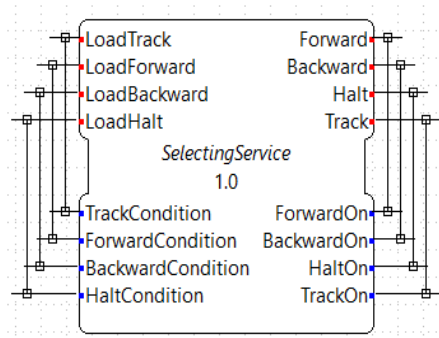 LoadTrack Forward
LoadForward Backward
LoadBackward Halt
LoadHalt Track
SelectingService
1.0
TrackCondition ForwardOn
ForwardCondition BackwardOn
BackwardCondition HaltOn
HaltCondition TrackOn